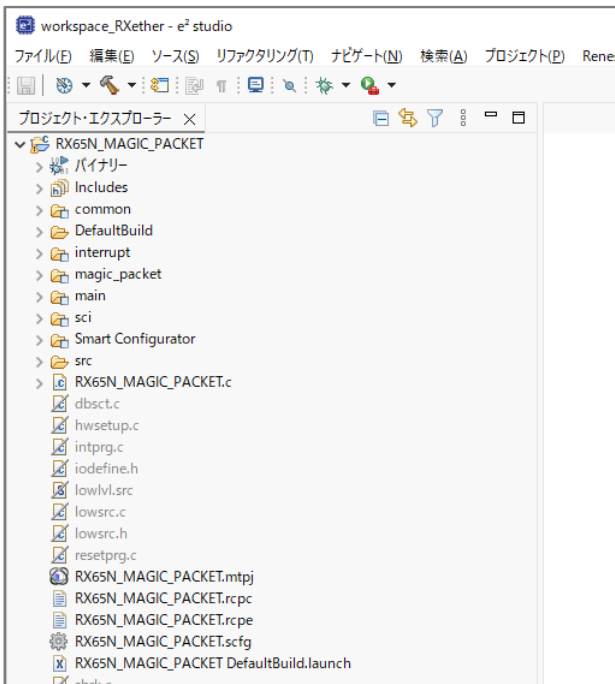 workspace_RXether - e² studio
ファイル(F) 編集(E) ソース(S) リファクタリング(T) ナビゲート(N) 検索(A) プロジェクト(P) Renes
プロジェクト・エクスプローラー
RX65N_MAGIC_PACKET
バイナリー
Includes
common
DefaultBuild
interrupt
magic_packet
main
sci
Smart Configurator
src
RX65N_MAGIC_PACKET.c
dbsct.c
hwsetup.c
intprg.c
iodefine.h
lowlvl.src
lowsrc.c
lowsrc.h
resetprg.c
RX65N_MAGIC_PACKET.mtpj
RX65N_MAGIC_PACKET.rcpc
RX65N_MAGIC_PACKET.rcpe
RX65N_MAGIC_PACKET.scfg
RX65N_MAGIC_PACKET DefaultBuild.launch